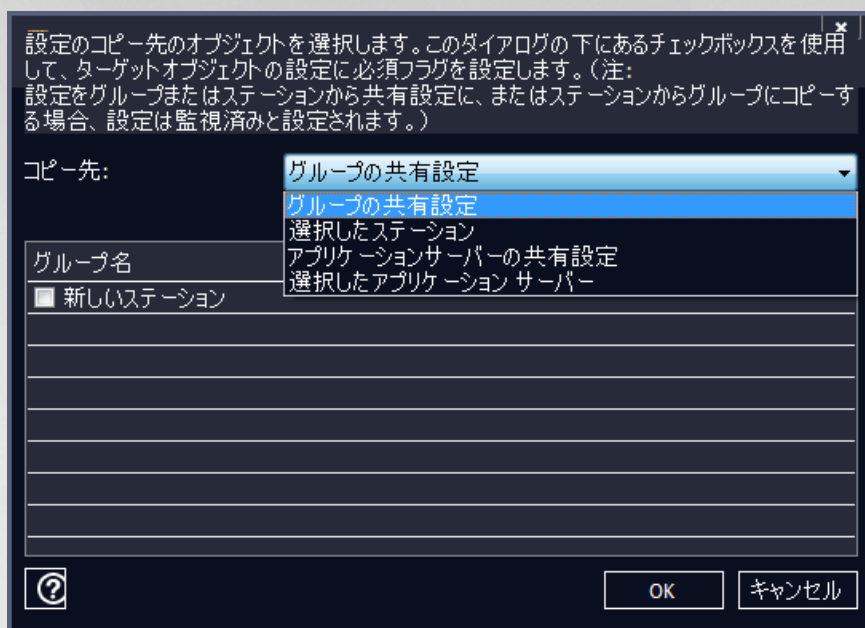 設定のコピー先のオブジェクトを選択します。このダイアログの下にあるチェックボックスを使用
して、ターゲットオブジェクトの設定に必須フラグを設定します。（注:
設定をグループまたはステーションから共有設定に、またはステーションからグループにコピーす
る場合、設定は監視済みと設定されます。）
コピー先:
グループの共有設定
グループの共有設定
選択したステーション
アプリケーションサーバーの共有設定
選択したアプリケーション サーバー
グループ名
新しいステーション
OK
キャンセル